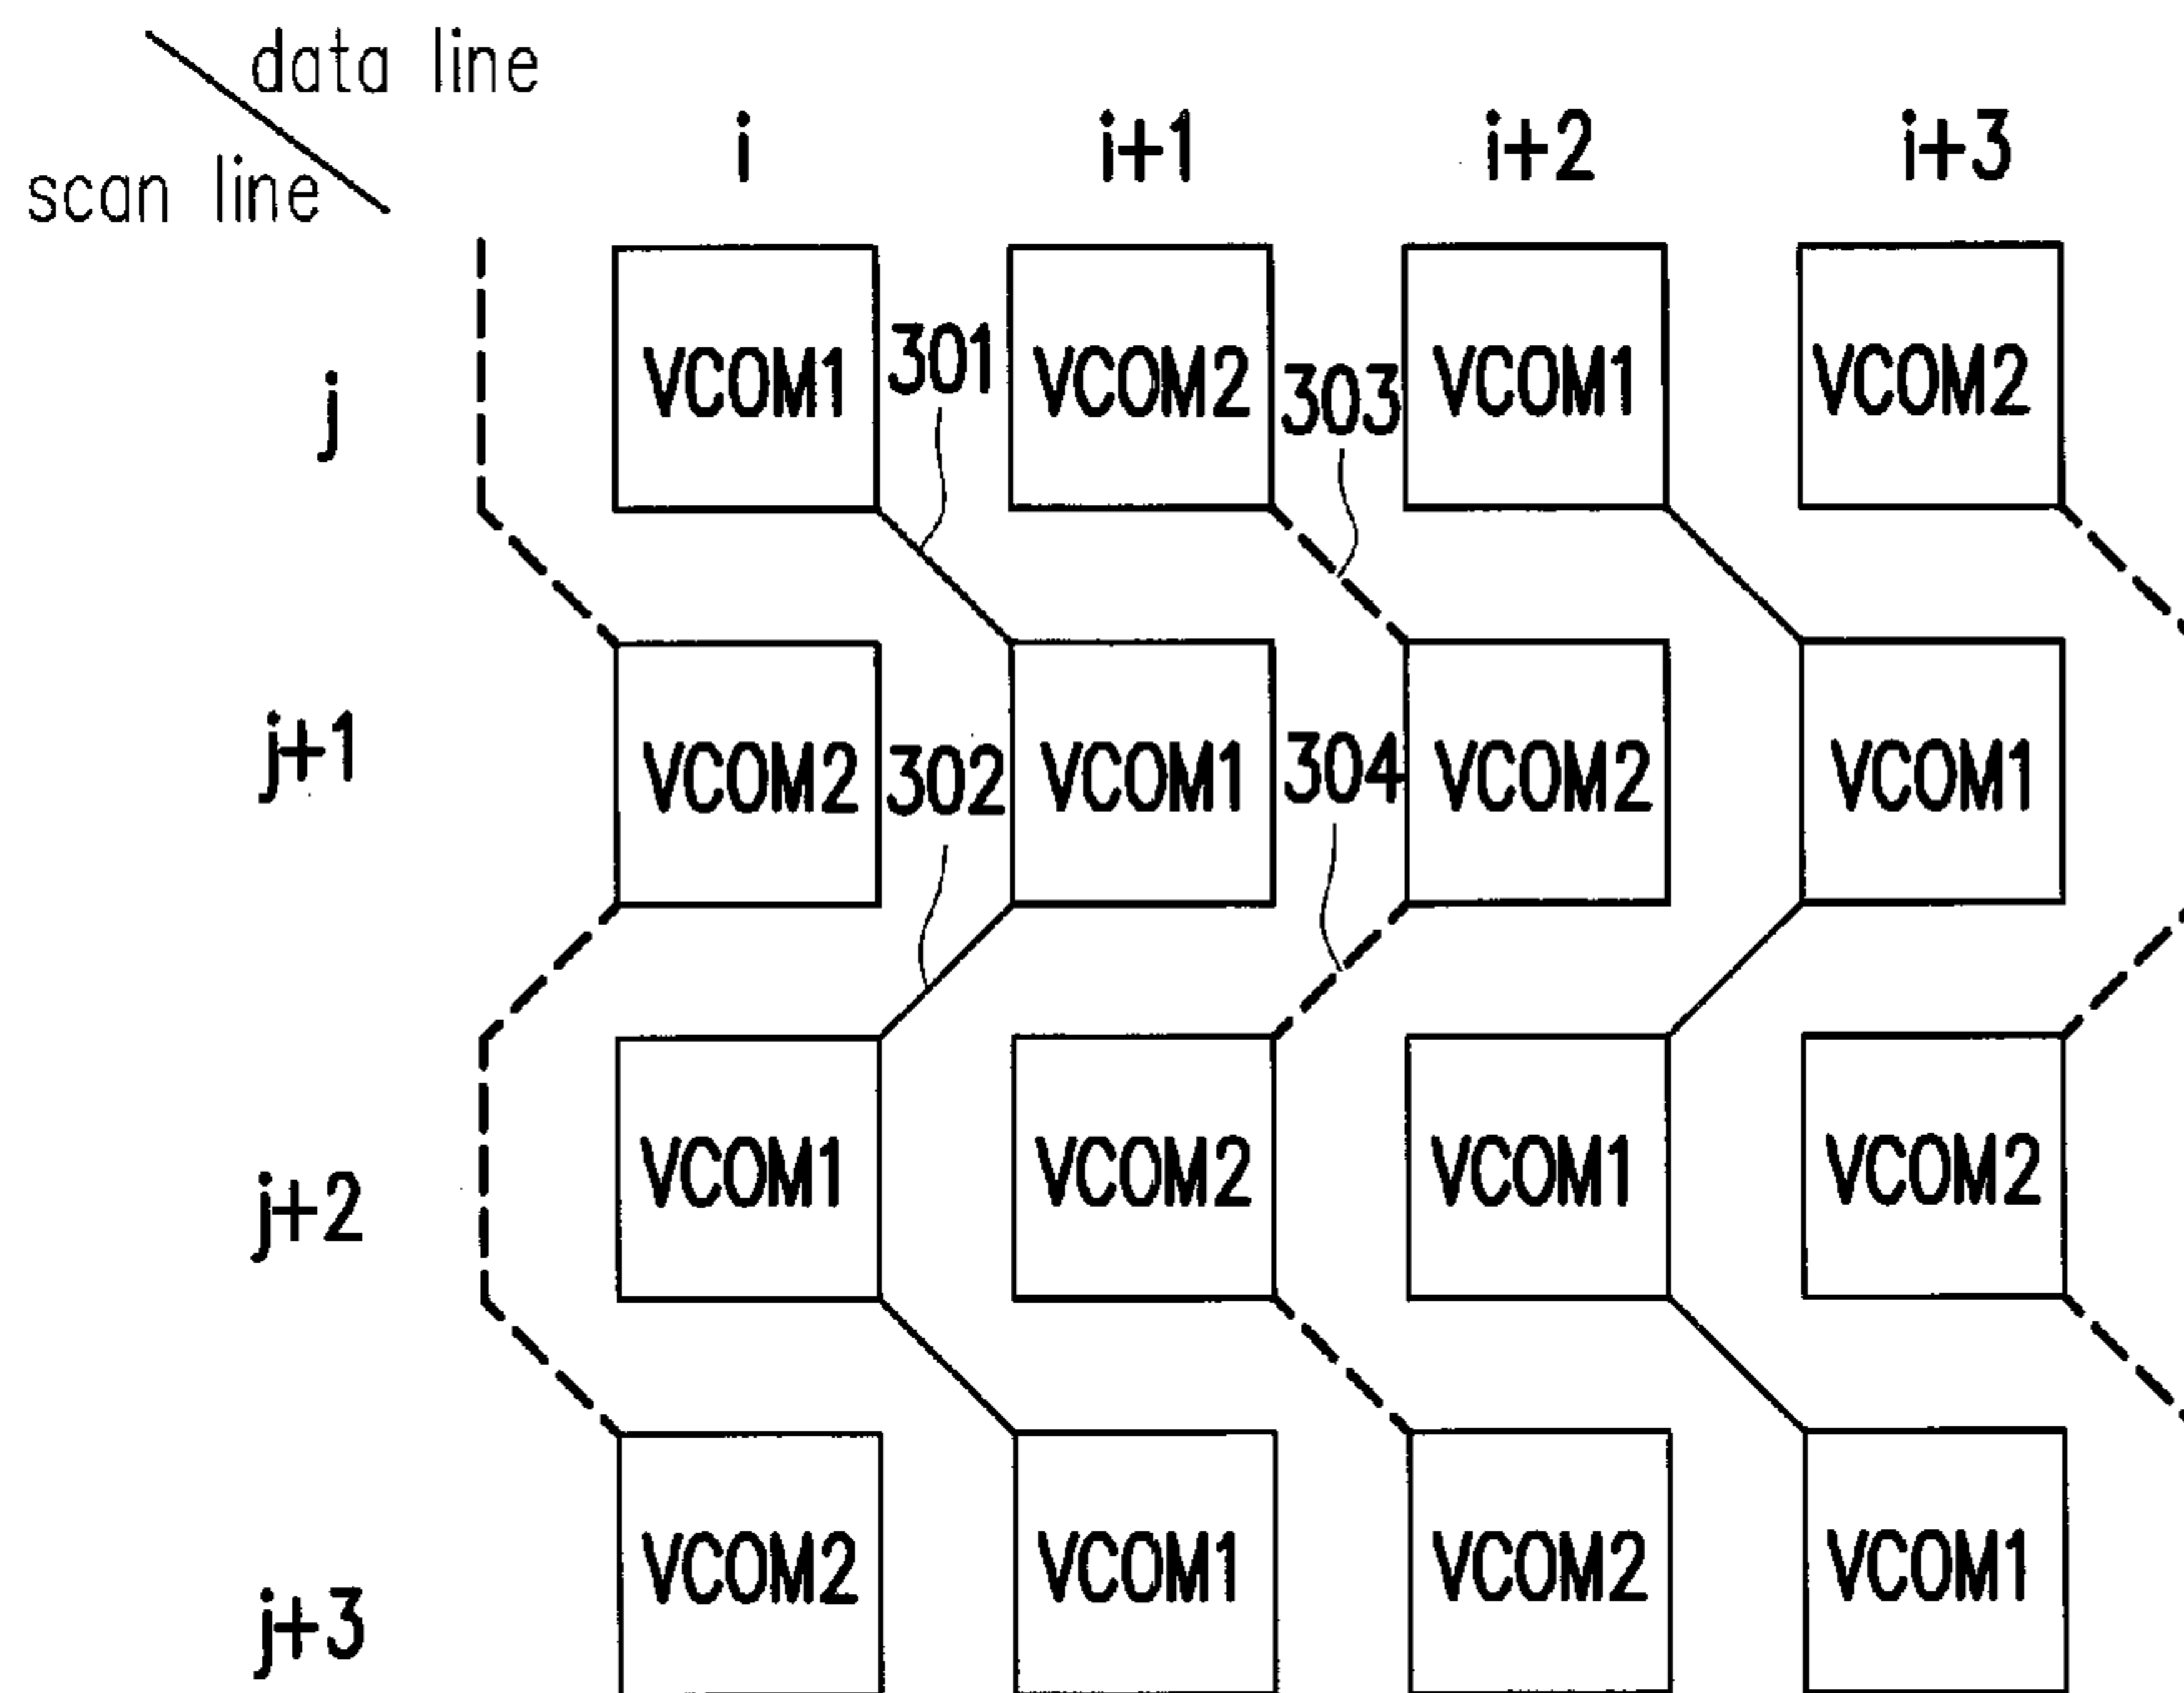 data line
scan line
i i+1 i+2 i+3
j VCOM1 301 VCOM2 303 VCOM1 VCOM2
j+1 VCOM2 302 VCOM1 304 VCOM2 VCOM1
j+2 VCOM1 VCOM2 VCOM1 VCOM2
j+3 VCOM2 VCOM1 VCOM2 VCOM1